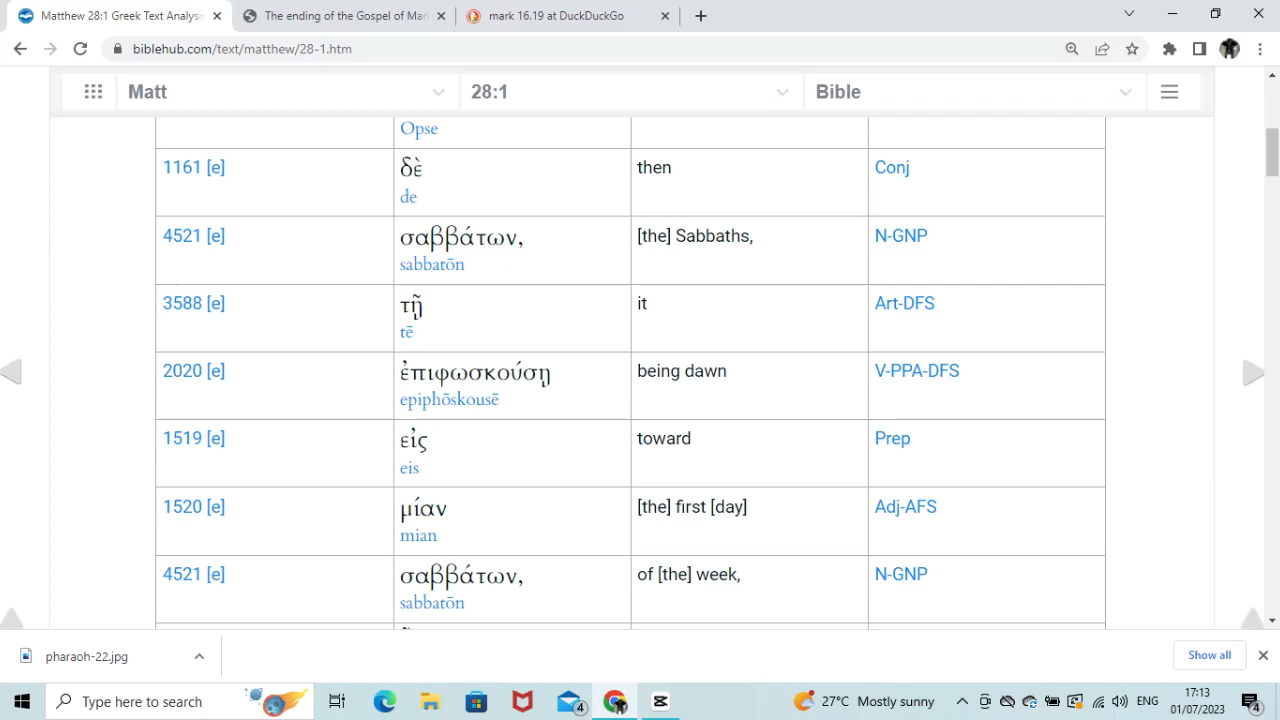 Matthew 28:1 Greek Text Analysis
The ending of the Gospel of Mar
mark 16.19 at DuckDuckGo
biblehub.com/text/matthew/28-1.htm
Matt
28:1
Bible
Opse
1161 [e]
δὲ
de
then
Conj
4521 [e]
σαββάτων,
sabbatōn
[the] Sabbaths,
N-GNP
3588 [e]
τῇ
tē
it
Art-DFS
2020 [e]
ἐπιφωσκούσῃ
epiphōskousē
being dawn
V-PPA-DFS
1519 [e]
εἰς
eis
toward
Prep
1520 [e]
μίαν
mian
[the] first [day]
Adj-AFS
4521 [e]
σαββάτων,
sabbatōn
of [the] week,
N-GNP
pharaoh-22.jpg
Show all
Type here to search
4
27°C Mostly sunny
ENG
17:13
01/07/2023
4